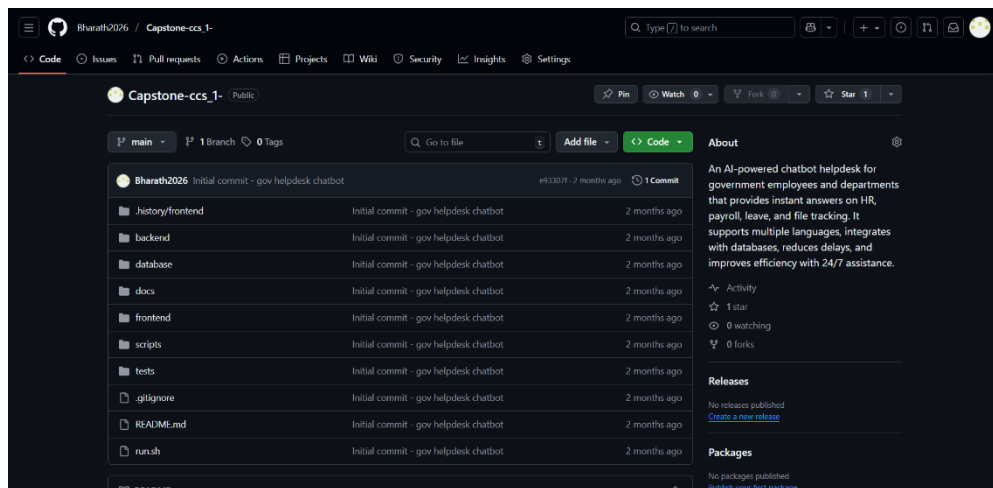 Bharath2026 / Capstone-ccs_1-
Type / to search
Code Issues Pull requests Actions Projects Wiki Security Insights Settings
Capstone-ccs_1- Public
Pin Watch 0 Fork 0 Star 1
main 1 Branch 0 Tags Go to file t Add file Code
Bharath2026 Initial commit - gov helpdesk chatbot e93307f · 2 months ago 1 Commit
.history/frontend Initial commit - gov helpdesk chatbot 2 months ago
backend Initial commit - gov helpdesk chatbot 2 months ago
database Initial commit - gov helpdesk chatbot 2 months ago
docs Initial commit - gov helpdesk chatbot 2 months ago
frontend Initial commit - gov helpdesk chatbot 2 months ago
scripts Initial commit - gov helpdesk chatbot 2 months ago
tests Initial commit - gov helpdesk chatbot 2 months ago
.gitignore Initial commit - gov helpdesk chatbot 2 months ago
README.md Initial commit - gov helpdesk chatbot 2 months ago
run.sh Initial commit - gov helpdesk chatbot 2 months ago
About
An AI-powered chatbot helpdesk for
government employees and departments
that provides instant answers on HR,
payroll, leave, and file tracking. It
supports multiple languages, integrates
with databases, reduces delays, and
improves efficiency with 24/7 assistance.
Activity
1 star
0 watching
0 forks
Releases
No releases published
Create a new release
Packages
No packages published
Publish your first package